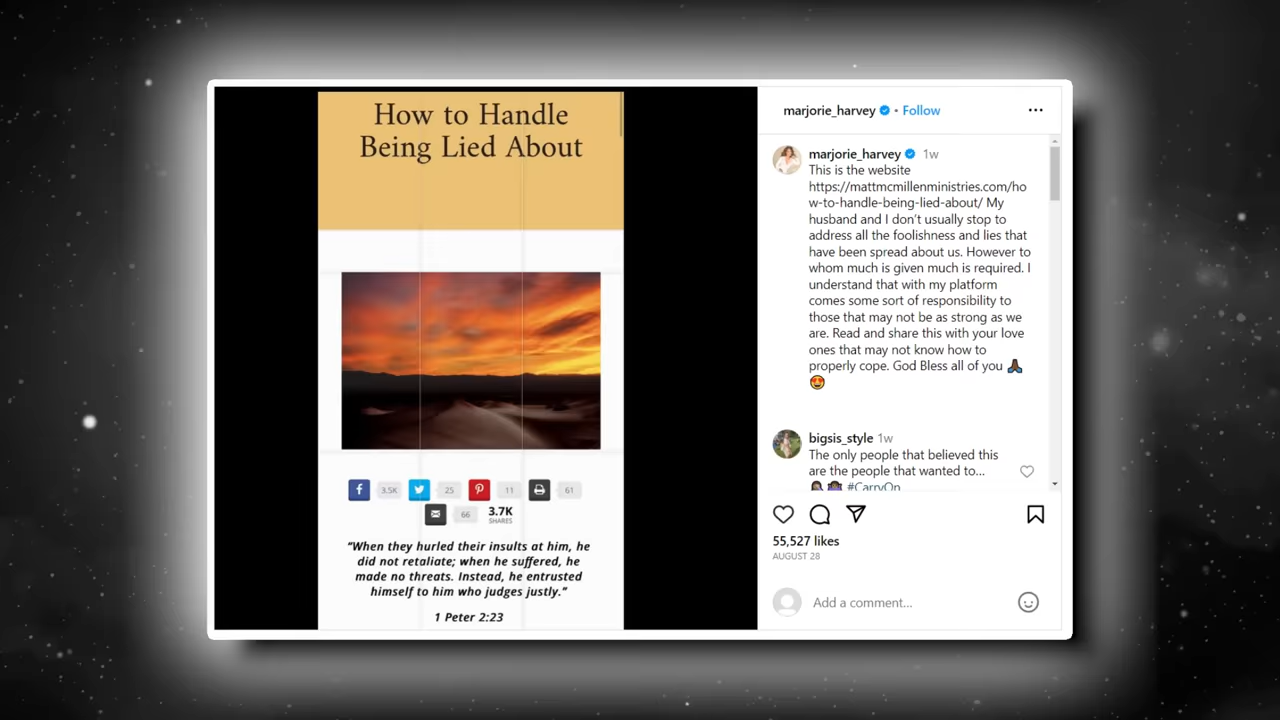 How to Handle
Being Lied About
3.5K
25
11
61
66
3.7K
SHARES
“When they hurled their insults at him, he
did not retaliate; when he suffered, he
made no threats. Instead, he entrusted
himself to him who judges justly.”
1 Peter 2:23
marjorie_harvey • Follow
marjorie_harvey 1w
This is the website
https://mattmcmillenministries.com/ho
w-to-handle-being-lied-about/ My
husband and I don’t usually stop to
address all the foolishness and lies that
have been spread about us. However to
whom much is given much is required. I
understand that with my platform
comes some sort of responsibility to
those that may not be as strong as we
are. Read and share this with your love
ones that may not know how to
properly cope. God Bless all of you 🙏🏾
😍
bigsis_style 1w
The only people that believed this
are the people that wanted to...
#CarryOn
55,527 likes
AUGUST 28
Add a comment...